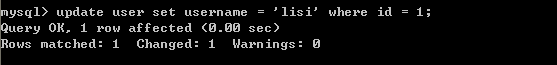 mysql> update user set username = 'lisi' where id = 1;
Query OK, 1 row affected (0.00 sec)
Rows matched: 1  Changed: 1  Warnings: 0